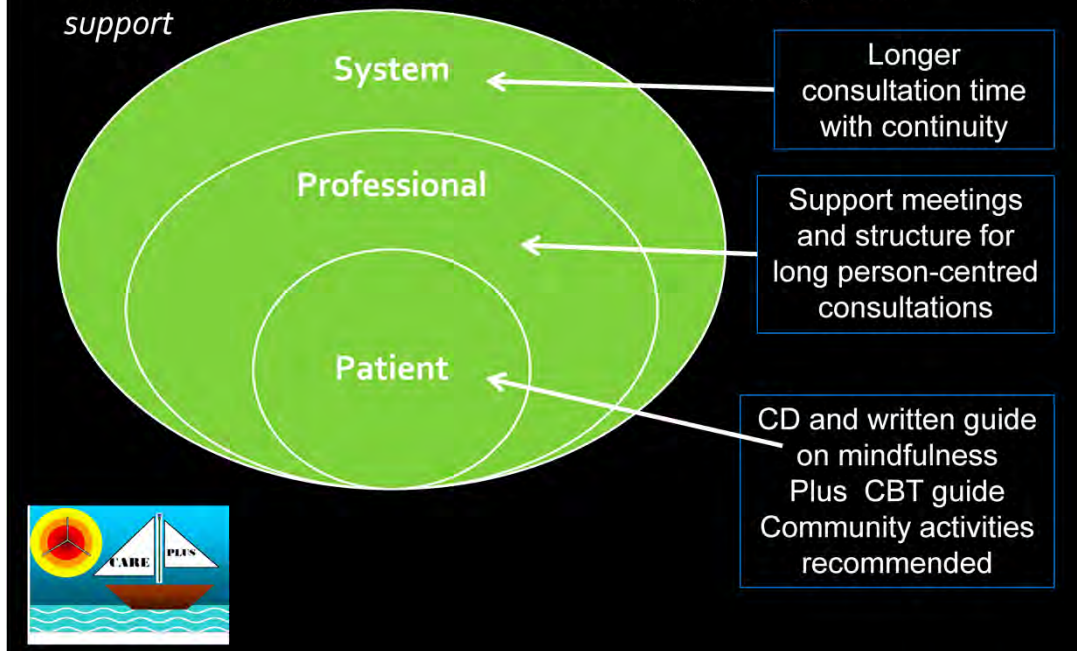 support
System
Longer
consultation time
with continuity
Professional
Support meetings
and structure for
long person-centred
consultations
Patient
CD and written guide
on mindfulness
Plus CBT guide
Community activities
recommended
CARE PLUS